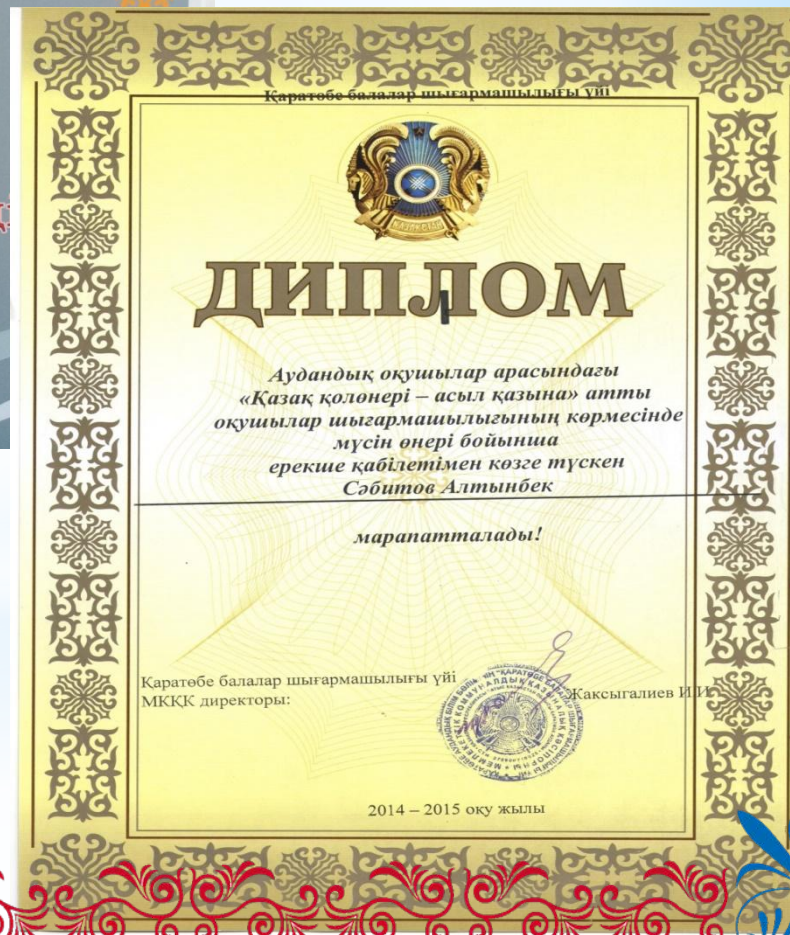 Қаратөбе балалар шығармашылығы үйі
ҚАЗАҚСТАН
ДИПЛОМ
I
Аудандық оқушылар арасындағы
«Қазақ қолөнері – асыл қазына» атты
оқушылар шығармашылығының көрмесінде
мүсін өнері бойынша
ерекше қабілетімен көзге түскен
Сәбитов Алтынбек
марапатталады!
Қаратөбе балалар шығармашылығы үйі
МКҚК директоры:
Жаксыгалиев И.И.
2014 – 2015 оқу жылы